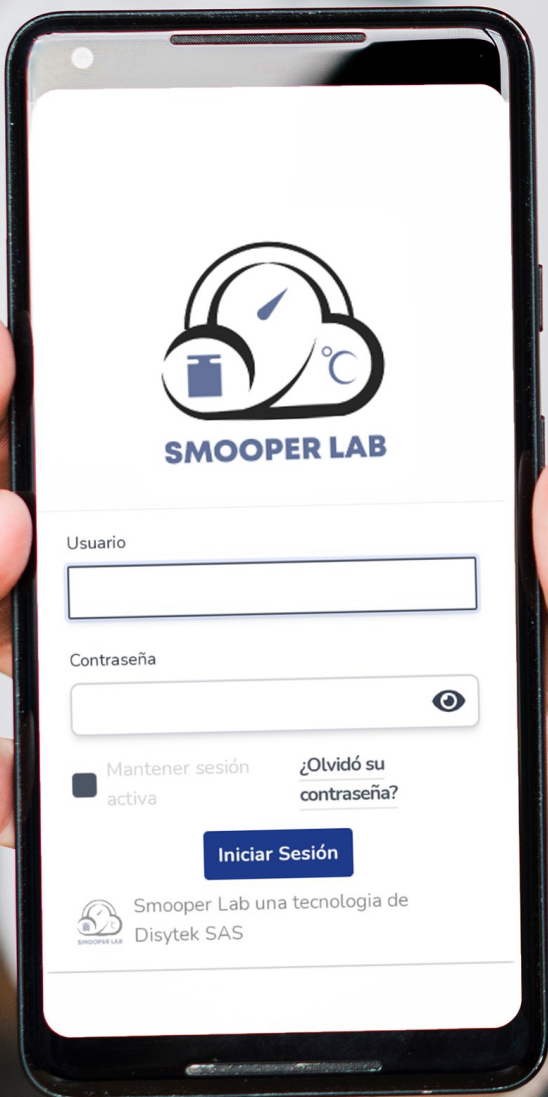 °C
SMOOPER LAB
Usuario
Contraseña
Mantener sesión
activa
¿Olvidó su
contraseña?
Iniciar Sesión
SMOOPER LAB
Smooper Lab una tecnologia de
Disytek SAS